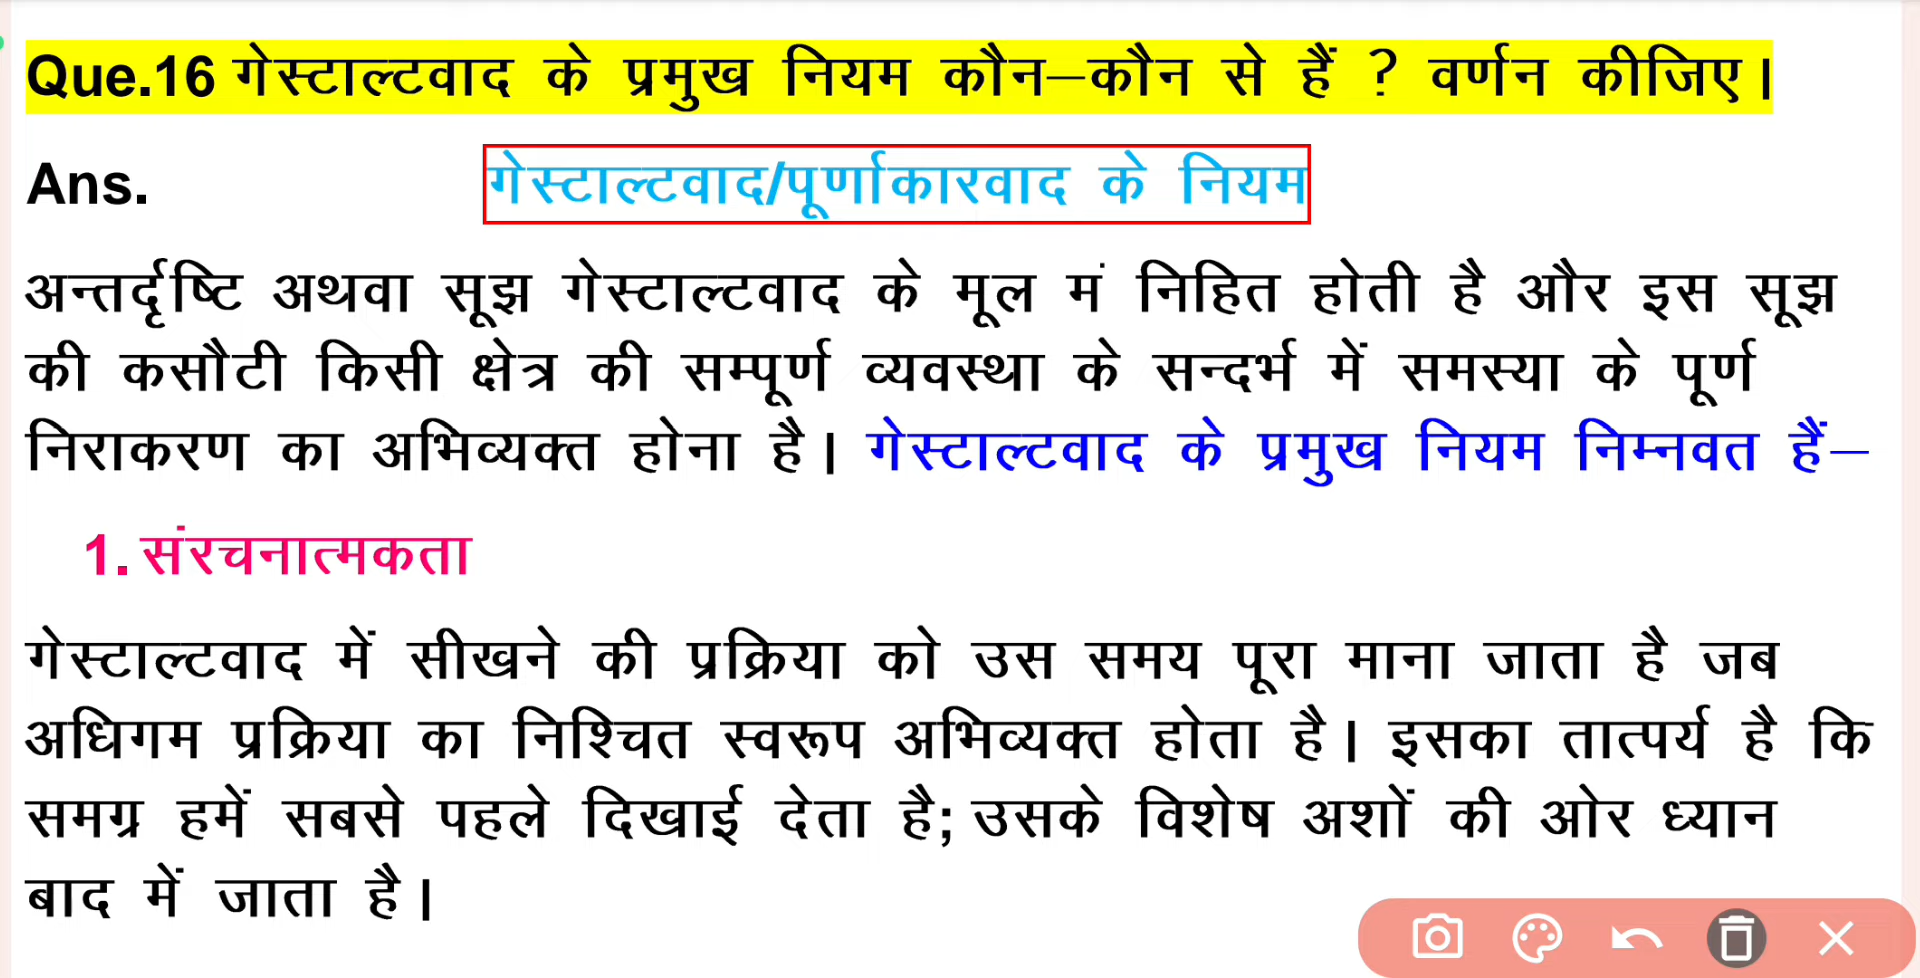 Que.16 गेस्टाल्टवाद के प्रमुख नियम कौन–कौन से हैं ? वर्णन कीजिए।
Ans. गेस्टाल्टवाद/पूर्णाकारवाद के नियम
अन्तर्दृष्टि अथवा सूझ गेस्टाल्टवाद के मूल मं निहित होती है और इस सूझ
की कसौटी किसी क्षेत्र की सम्पूर्ण व्यवस्था के सन्दर्भ में समस्या के पूर्ण
निराकरण का अभिव्यक्त होना है। गेस्टाल्टवाद के प्रमुख नियम निम्नवत हैं–
1. संरचनात्मकता
गेस्टाल्टवाद में सीखने की प्रक्रिया को उस समय पूरा माना जाता है जब
अधिगम प्रक्रिया का निश्चित स्वरूप अभिव्यक्त होता है। इसका तात्पर्य है कि
समग्र हमें सबसे पहले दिखाई देता है; उसके विशेष अशों की ओर ध्यान
बाद में जाता है।